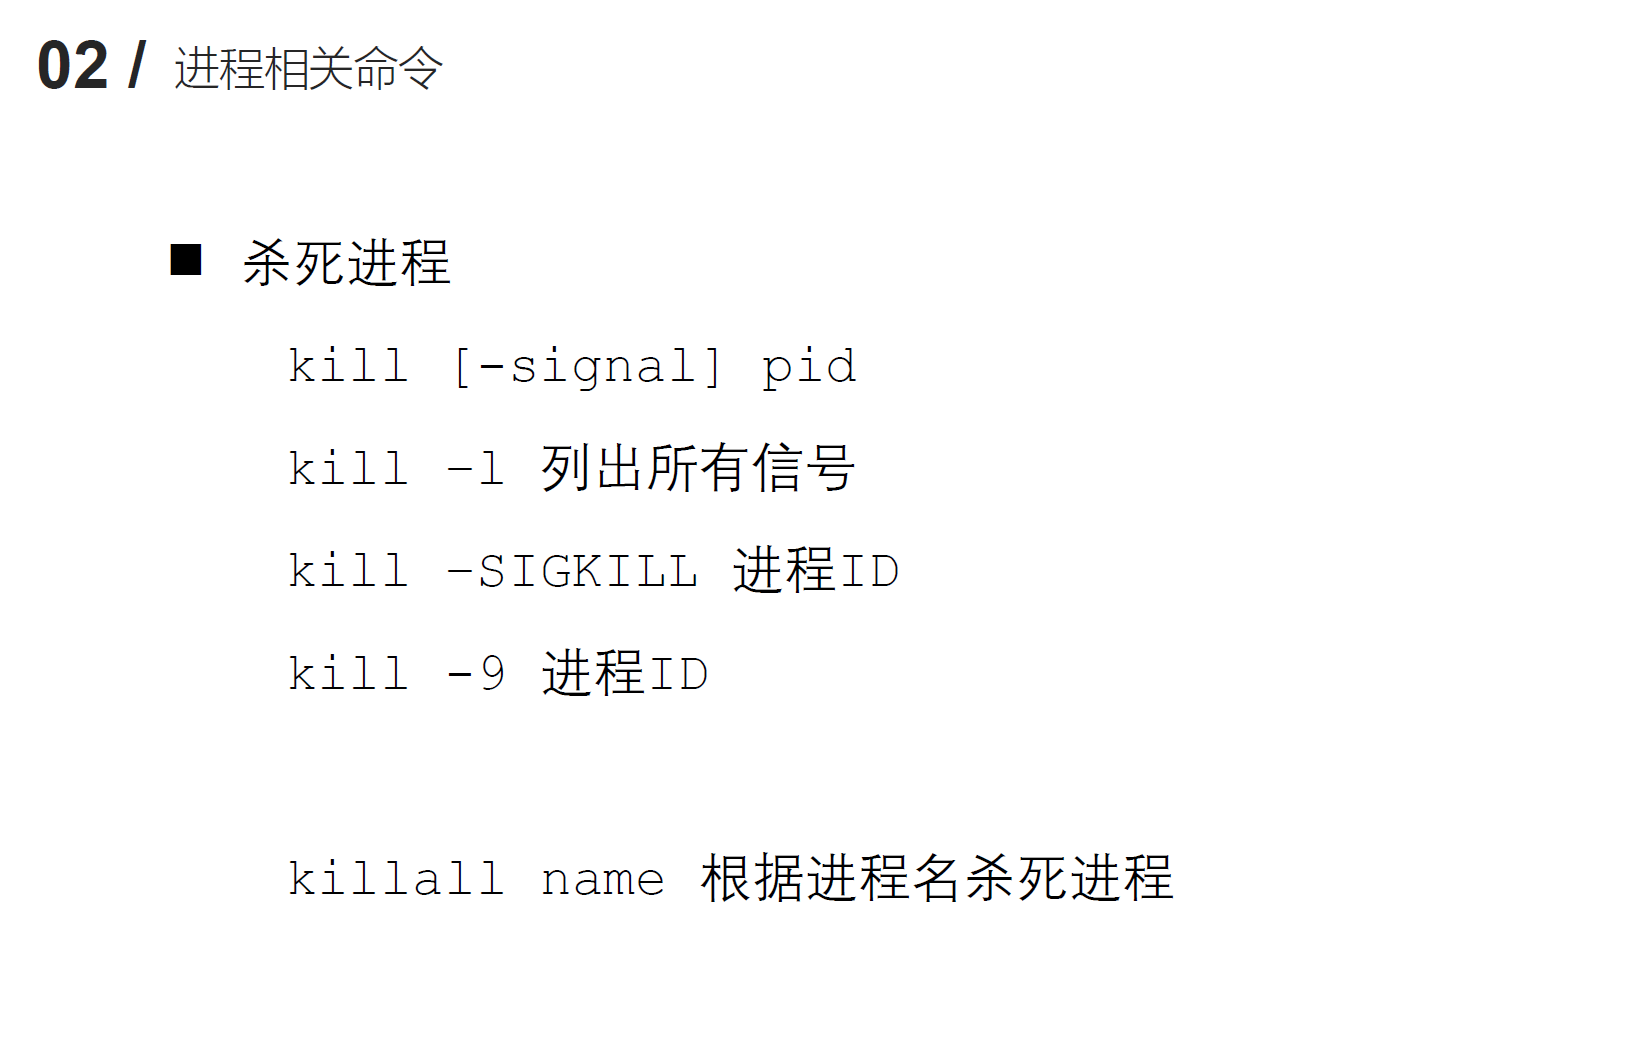 02 / 进程相关命令
■ 杀死进程
kill [-signal] pid
kill –l 列出所有信号
kill –SIGKILL 进程ID
kill -9 进程ID
killall name 根据进程名杀死进程